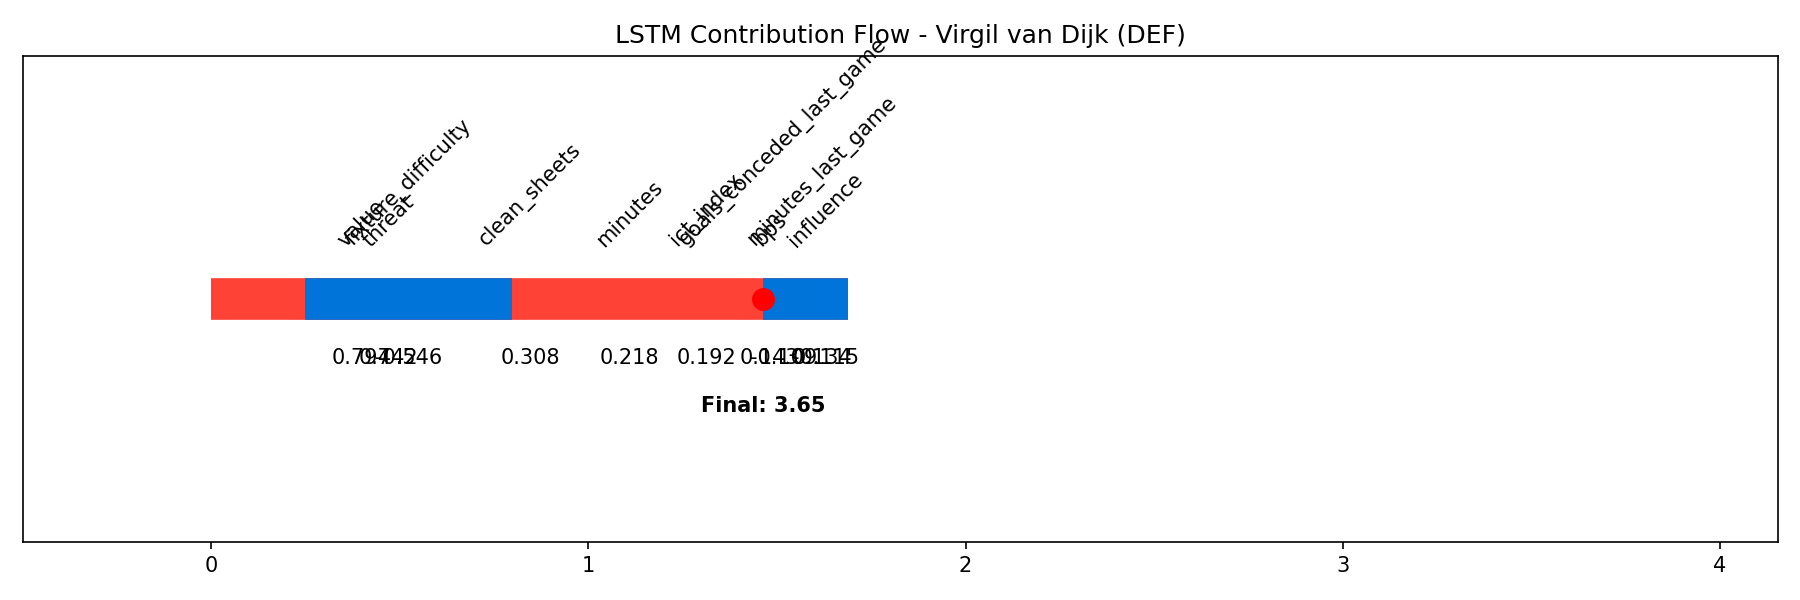 LSTM Contribution Flow - Virgil van Dijk (DEF)
value
fixture_difficulty
threat
clean_sheets
minutes
ict_index
goals_conceded_last_game
minutes_last_game
bps
influence
0.308
0.218
0.192
Final: 3.65
0
1
2
3
4